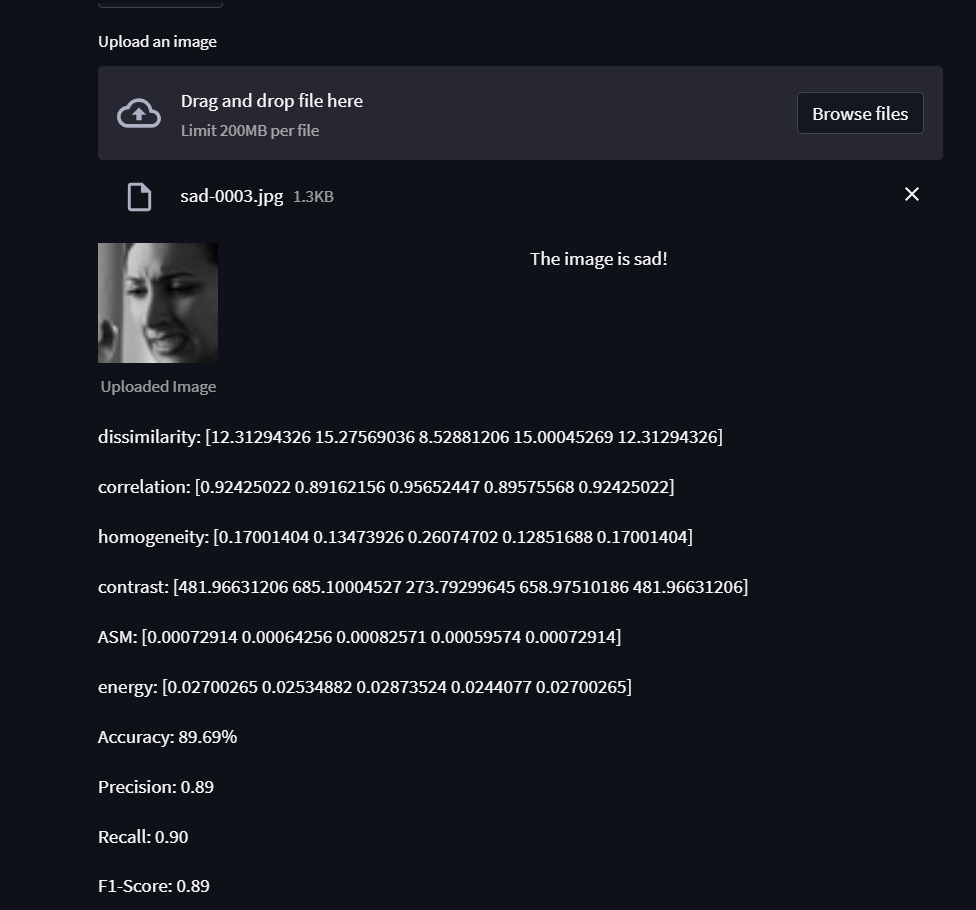 Upload an image
Drag and drop file here
Limit 200MB per file
Browse files
sad-0003.jpg 1.3KB
The image is sad!
Uploaded Image
dissimilarity: [12.31294326 15.27569036 8.52881206 15.00045269 12.31294326]
correlation: [0.92425022 0.89162156 0.95652447 0.89575568 0.92425022]
homogeneity: [0.17001404 0.13473926 0.26074702 0.12851688 0.17001404]
contrast: [481.96631206 685.10004527 273.79299645 658.97510186 481.96631206]
ASM: [0.00072914 0.00064256 0.00082571 0.00059574 0.00072914]
energy: [0.02700265 0.02534882 0.02873524 0.0244077 0.02700265]
Accuracy: 89.69%
Precision: 0.89
Recall: 0.90
F1-Score: 0.89